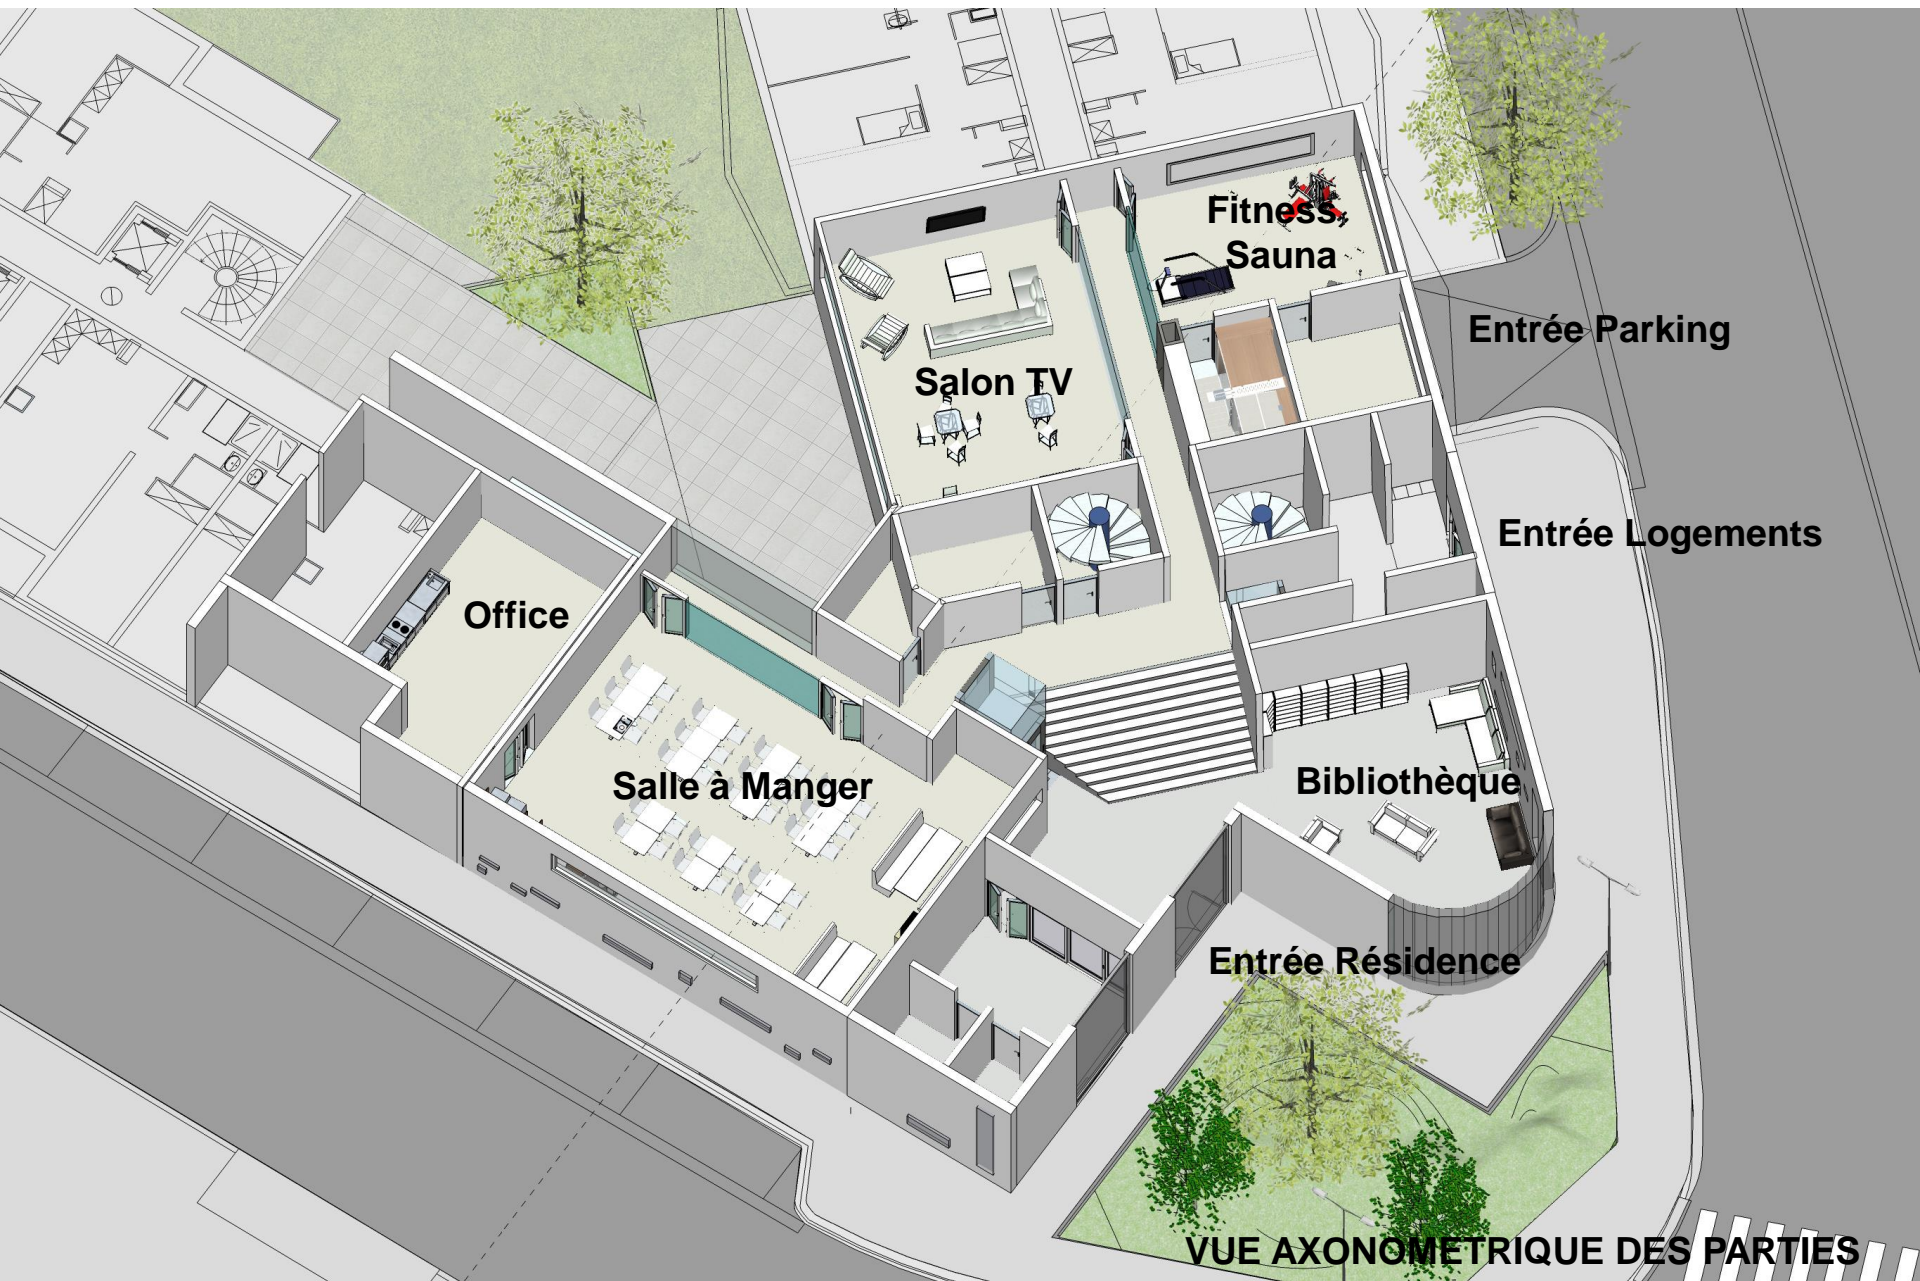 Fitness
Sauna
Entrée Parking
Salon TV
Entrée Logements
Office
Salle à Manger
Bibliothèque
Entrée Résidence
VUE AXONOMETRIQUE DES PARTIES